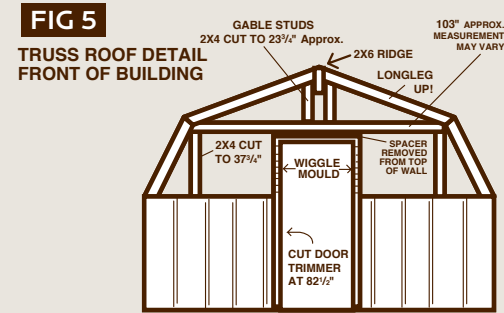 FIG 5
TRUSS ROOF DETAIL
FRONT OF BUILDING
GABLE STUDS
2X4 CUT TO 23¾" Approx.
103" APPROX.
MEASUREMENT
MAY VARY
2X6 RIDGE
LONGLEG
UP!
2X4 CUT
TO 37¾"
SPACER
REMOVED
FROM TOP
OF WALL
WIGGLE
MOULD
CUT DOOR
TRIMMER
AT 82½"